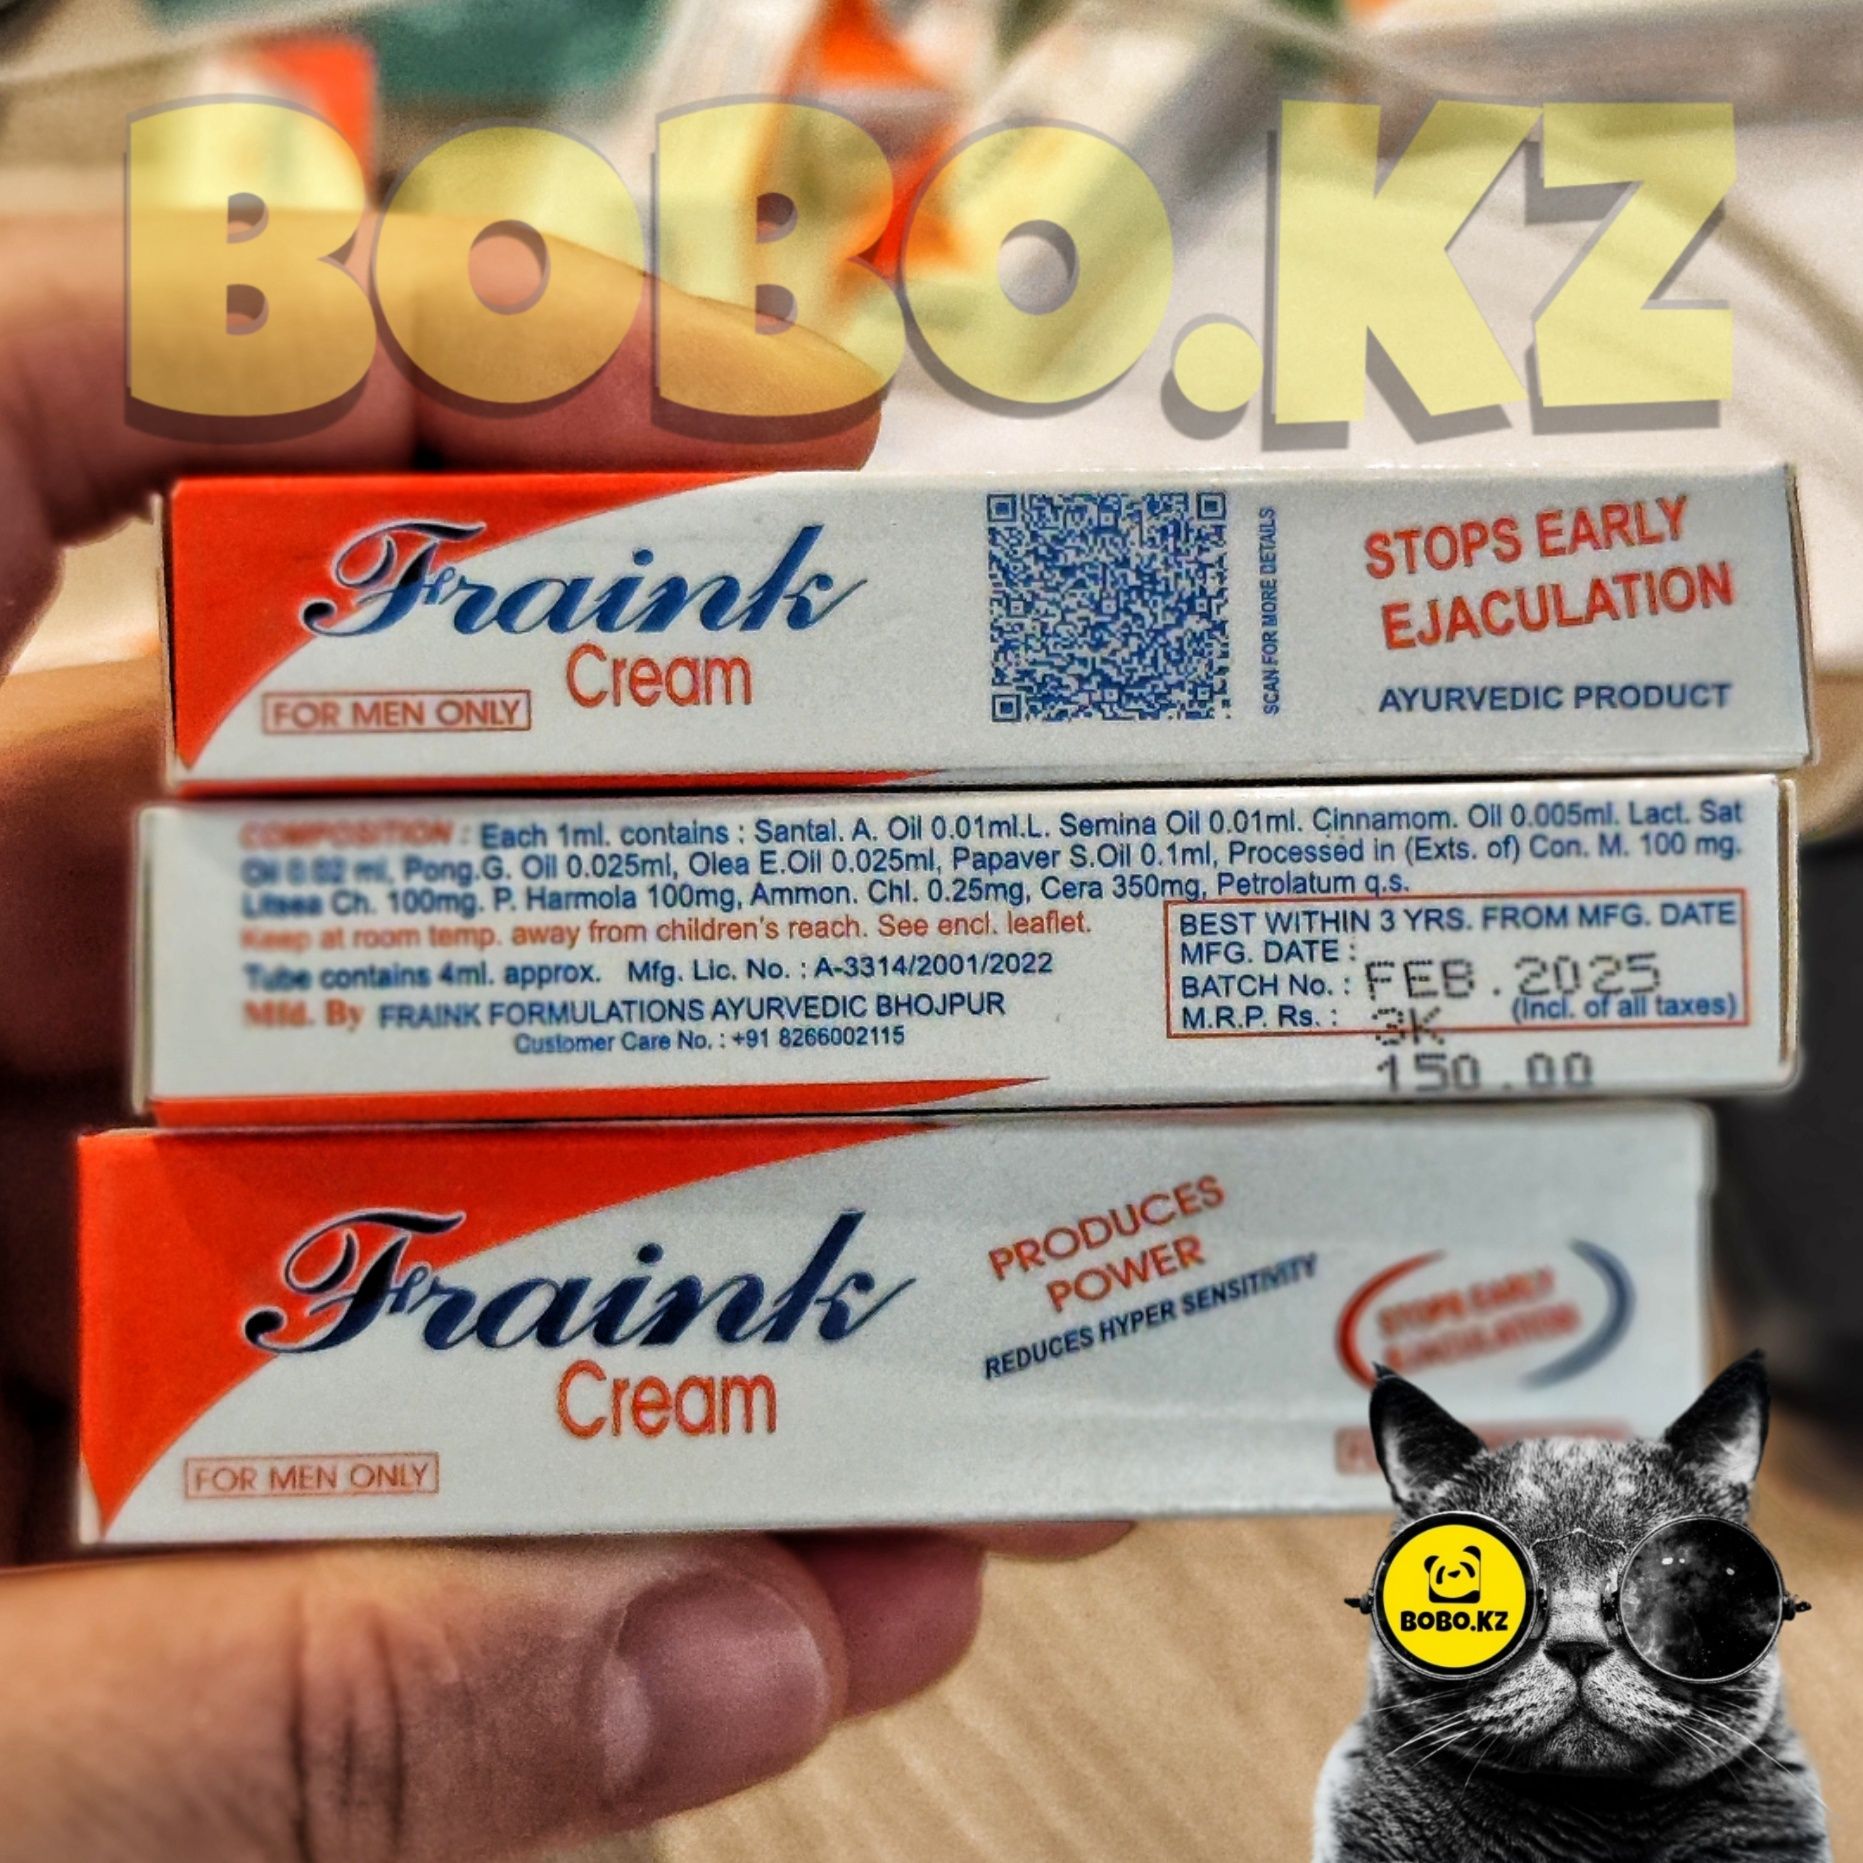 BOBO.KZ
Fraink
Cream
FOR MEN ONLY
SCAN FOR MORE DETAILS
STOPS EARLY
EJACULATION
AYURVEDIC PRODUCT
COMPOSITION : Each 1ml. contains : Santal. A. Oil 0.01ml.L. Semina Oil 0.01ml. Cinnamom. Oil 0.005ml. Lact. Sat
Oil 0.02 ml, Pong.G. Oil 0.025ml, Olea E.Oil 0.025ml, Papaver S.Oil 0.1ml, Processed in (Exts. of) Con. M. 100 mg.
Litsea Ch. 100mg. P. Harmola 100mg, Ammon. Chl. 0.25mg, Cera 350mg, Petrolatum q.s.
Keep at room temp. away from children's reach. See encl. leaflet.
Tube contains 4ml. approx. Mfg. Lic. No. : A-3314/2001/2022
Mfd. By FRAINK FORMULATIONS AYURVEDIC BHOJPUR
Customer Care No. : +91 8266002115
BEST WITHIN 3 YRS. FROM MFG. DATE
MFG. DATE :
BATCH No. : FEB.2025
M.R.P. Rs. : 3K (Incl. of all taxes)
150.00
Fraink
Cream
FOR MEN ONLY
PRODUCES
POWER
REDUCES HYPER SENSITIVITY
STOPS EARLY
EJACULATION
BOBO.KZ